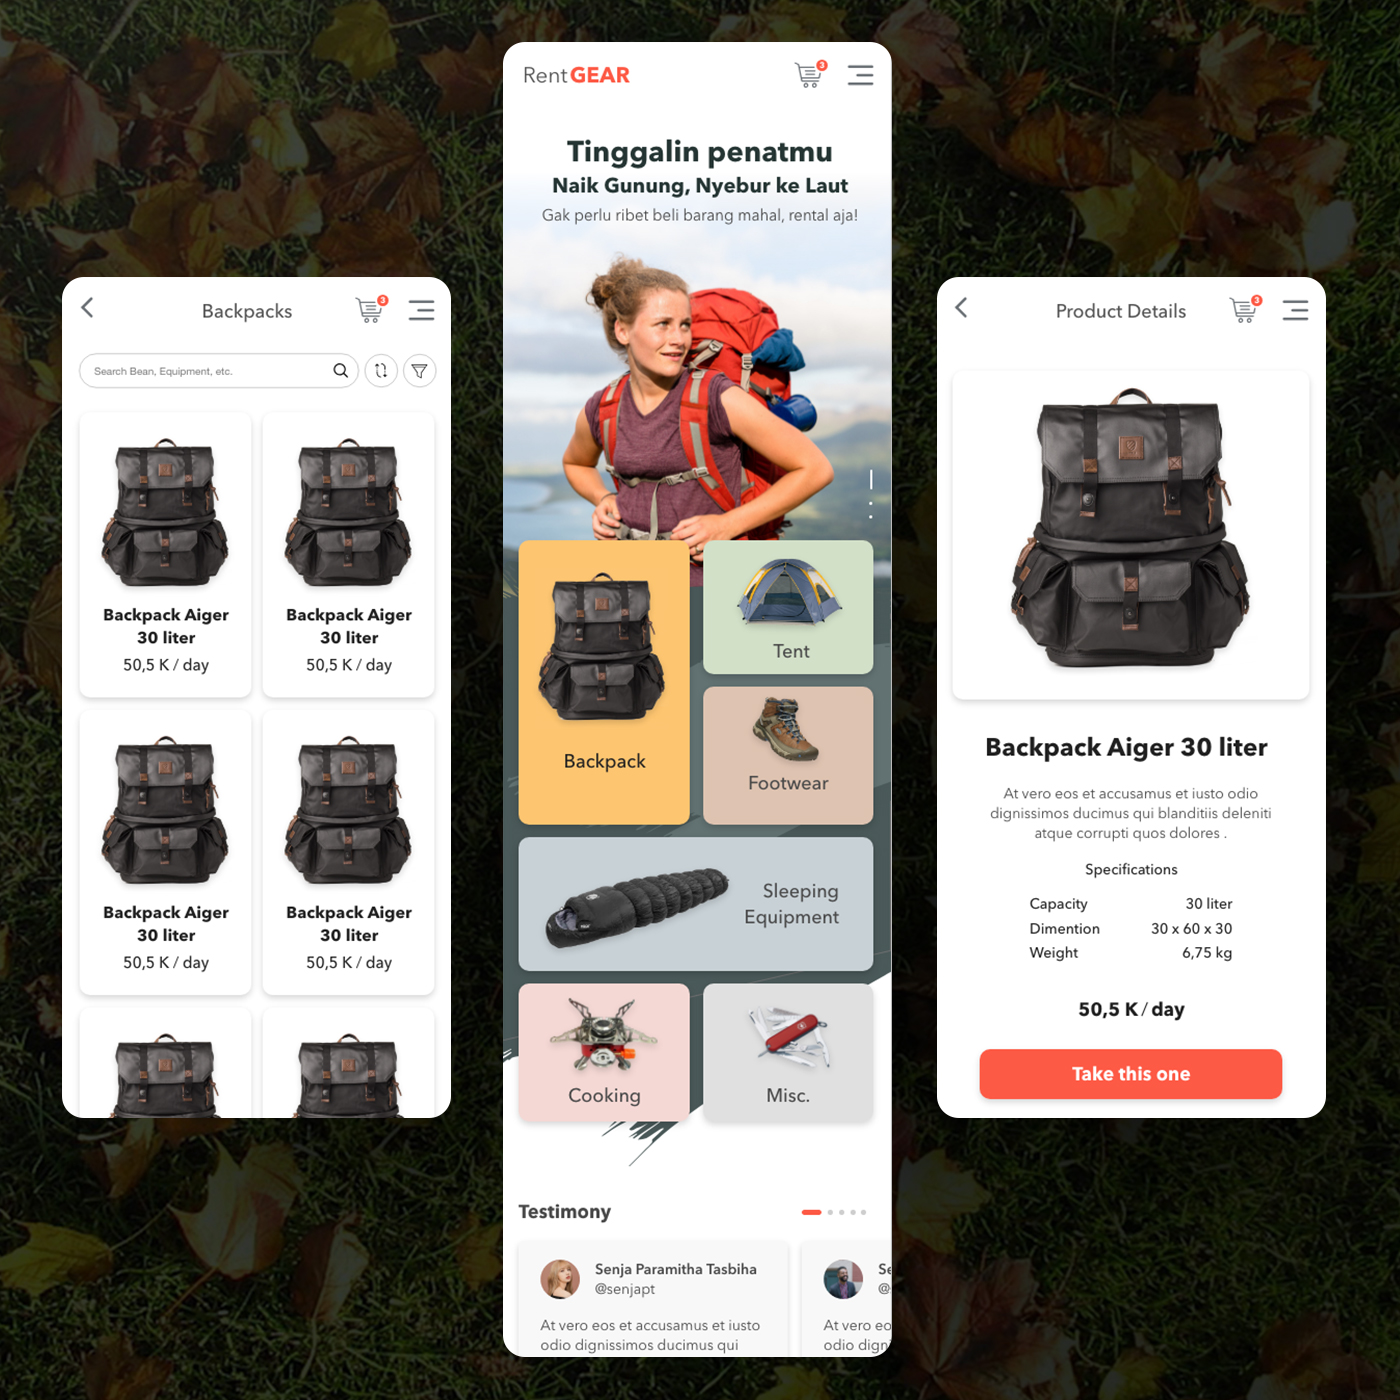 Backpacks
3
Search Bean, Equipment, etc.
Backpack Aiger
30 liter
50,5 K / day
Backpack Aiger
30 liter
50,5 K / day
Backpack Aiger
30 liter
50,5 K / day
Backpack Aiger
30 liter
50,5 K / day
RentGEAR
3
Tinggalin penatmu
Naik Gunung, Nyebur ke Laut
Gak perlu ribet beli barang mahal, rental aja!
Backpack
Tent
Footwear
Sleeping
Equipment
Cooking
Misc.
Testimony
Senja Paramitha Tasbiha
@senjapt
At vero eos et accusamus et iusto
odio dignissimos ducimus qui
Se
@
At vero eo
odio dign
Product Details
3
Backpack Aiger 30 liter
At vero eos et accusamus et iusto odio
dignissimos ducimus qui blanditiis deleniti
atque corrupti quos dolores .
Specifications
Capacity 30 liter
Dimention 30 x 60 x 30
Weight 6,75 kg
50,5 K / day
Take this one